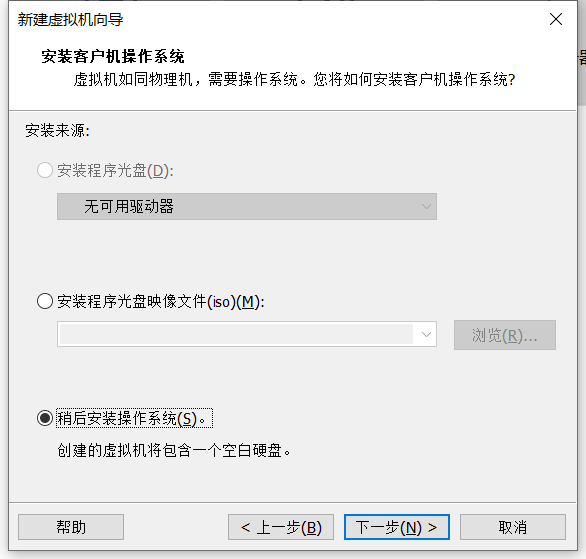 新建虚拟机向导
安装客户机操作系统
虚拟机如同物理机，需要操作系统。您将如何安装客户机操作系统?
安装来源:
安装程序光盘(D):
无可用驱动器
安装程序光盘映像文件(iso)(M):
浏览(R)...
稍后安装操作系统(S)。
创建的虚拟机将包含一个空白硬盘。
帮助
< 上一步(B)
下一步(N) >
取消